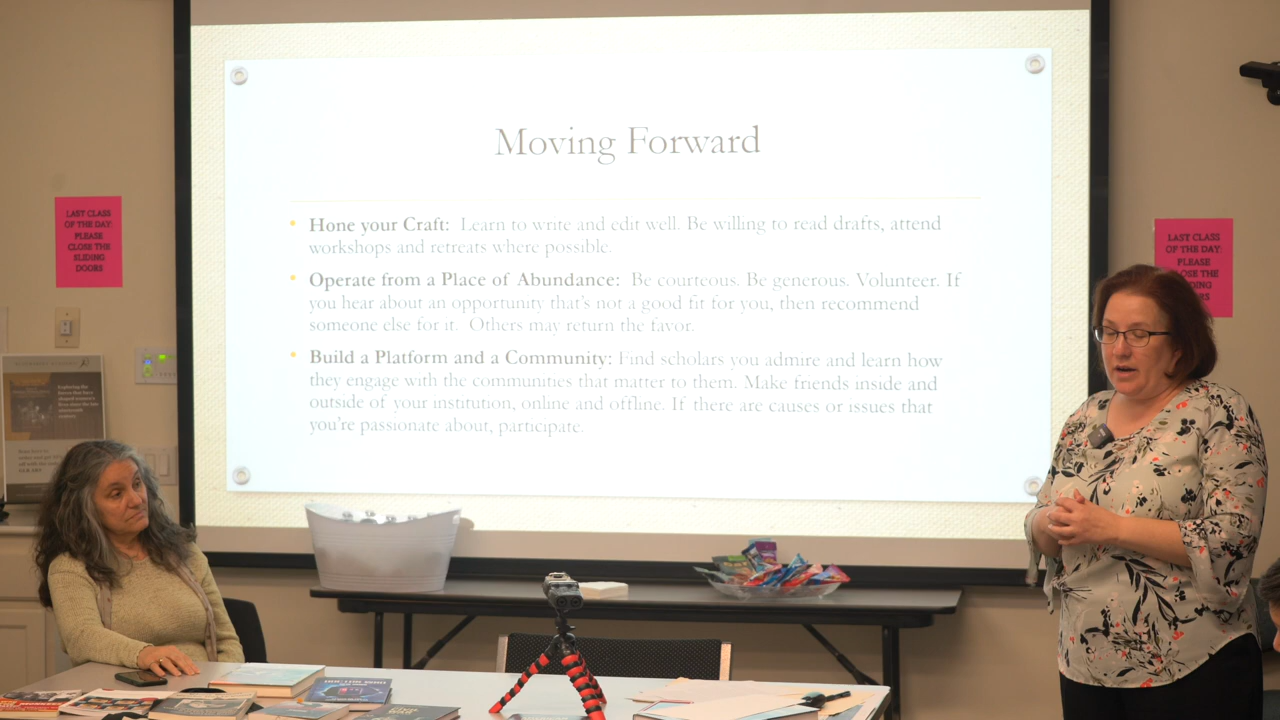 Moving Forward
Hone your Craft: Learn to write and edit well. Be willing to read drafts, attend
workshops and retreats where possible.
Operate from a Place of Abundance: Be courteous. Be generous. Volunteer. If
you hear about an opportunity that's not a good fit for you, then recommend
someone else for it. Others may return the favor.
Build a Platform and a Community: Find scholars you admire and learn how
they engage with the communities that matter to them. Make friends inside and
outside of your institution, online and offline. If there are causes or issues that
you're passionate about, participate.
LAST CLASS
OF THE DAY:
PLEASE
CLOSE THE
SLIDING
DOORS
LAST CLASS
OF THE DAY:
PLEASE
OSE THE
RS